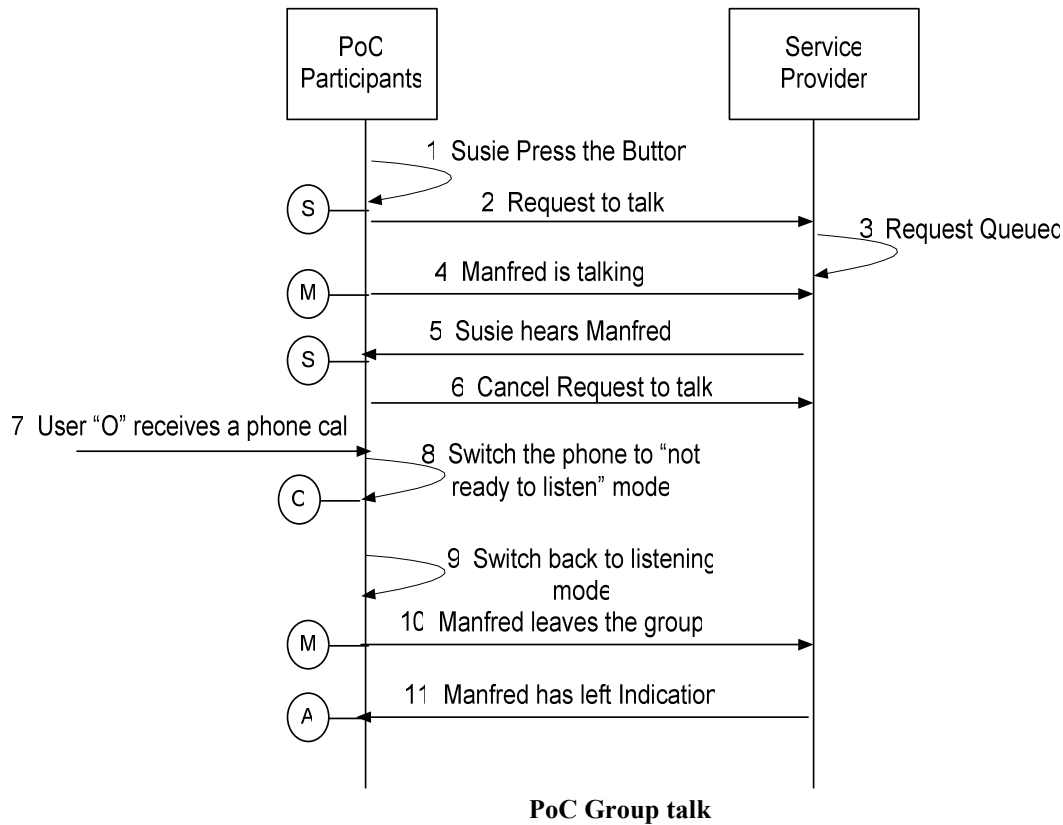 PoC
Participants
Service
Provider
1 Susie Press the Button
S
2 Request to talk
3 Request Queued
M
4 Manfred is talking
5 Susie hears Manfred
S
6 Cancel Request to talk
7 User “O” receives a phone cal
8 Switch the phone to “not
ready to listen” mode
C
9 Switch back to listening
mode
10 Manfred leaves the group
M
11 Manfred has left Indication
A
PoC Group talk